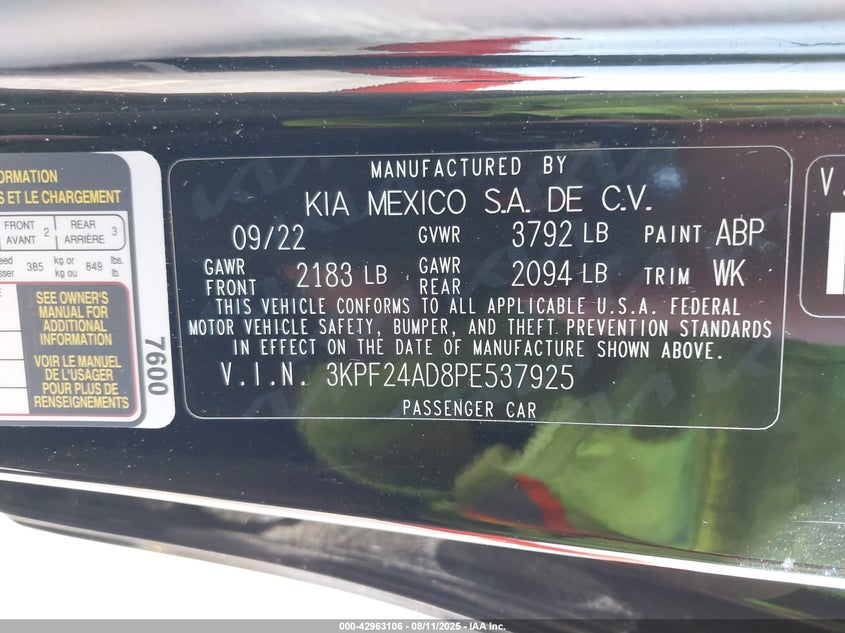 ORMATION
S ET LE CHARGEMENT
FRONT
AVANT 2
REAR
ARRIÈRE 3
385 kg or
kg ou 849 lbs.
lb.
SEE OWNER'S
MANUAL FOR
ADDITIONAL
INFORMATION
VOIR LE MANUEL
DE L'USAGER
POUR PLUS DE
RENSEIGNEMENTS
7600
MANUFACTURED BY
KIA MEXICO S.A. DE C.V.
09/22 GVWR 3792 LB PAINT ABP
GAWR
FRONT 2183 LB GAWR
REAR 2094 LB TRIM WK
THIS VEHICLE CONFORMS TO ALL APPLICABLE U.S.A. FEDERAL
MOTOR VEHICLE SAFETY, BUMPER, AND THEFT PREVENTION STANDARDS
IN EFFECT ON THE DATE OF MANUFACTURE SHOWN ABOVE.
V.I.N. 3KPF24AD8PE537925
PASSENGER CAR
V.
000-42963106 - 08/11/2025 - IAA Inc.